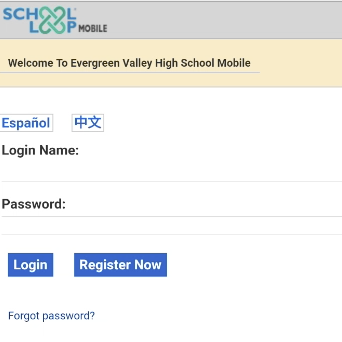 SCHOOL
LOOP MOBILE
Welcome To Evergreen Valley High School Mobile
Español 中文
Login Name:
Password:
Login Register Now
Forgot password?